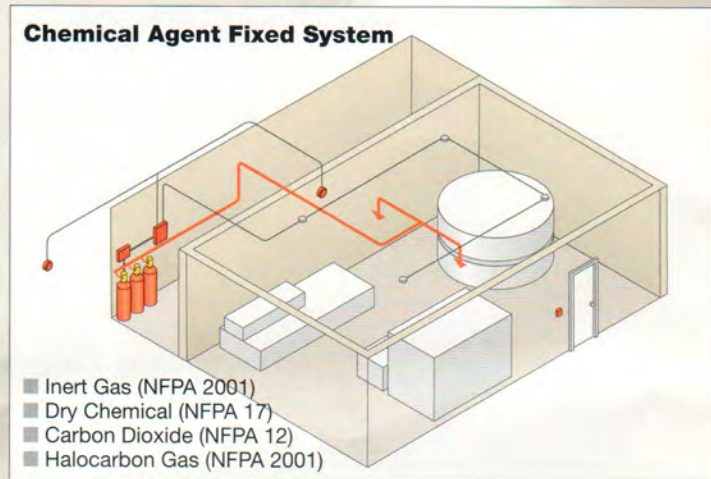 Chemical Agent Fixed System
Inert Gas (NFPA 2001)
Dry Chemical (NFPA 17)
Carbon Dioxide (NFPA 12)
Halocarbon Gas (NFPA 2001)